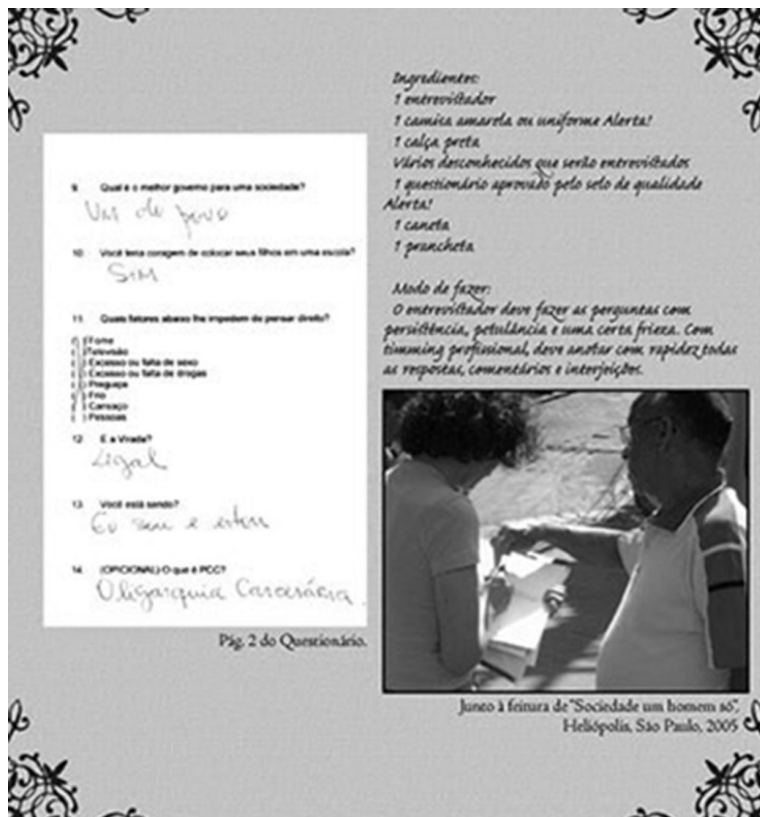 9. Qual é o melhor governo para uma sociedade?
do povo
10. Você teria coragem de colocar seus filhos em uma escola?
SIM
11. Quais fatores abaixo lhe impedem de pensar direito?
Fome
Televisão
Excesso ou falta de sexo
Excesso ou falta de drogas
Preguiça
Frio
Cansaço
Pessoas
12. E a Virada?
Ligal
13. Você está sendo?
Eu sou e estou
14. (OPICIONAL) O que é PCC?
Oligarquia Carcerária.
Pág. 2 do Questionário.
Ingredientes:
1 entrevistador
1 camisa amarela ou uniforme Alerta!
1 calça preta
Vários desconhecidos que serão entrevistados
1 questionário aprovado pelo selo de qualidade
Alerta!
1 caneta
1 prancheta
Modo de fazer:
O entrevistador deve fazer as perguntas com
persistência, petulância e uma certa frieza. Com
timming profissional, deve anotar com rapidez todas
as respostas, comentários e interjeições.
Junto à feitura de "Sociedade um homem só",
Heliópolis, São Paulo, 2005